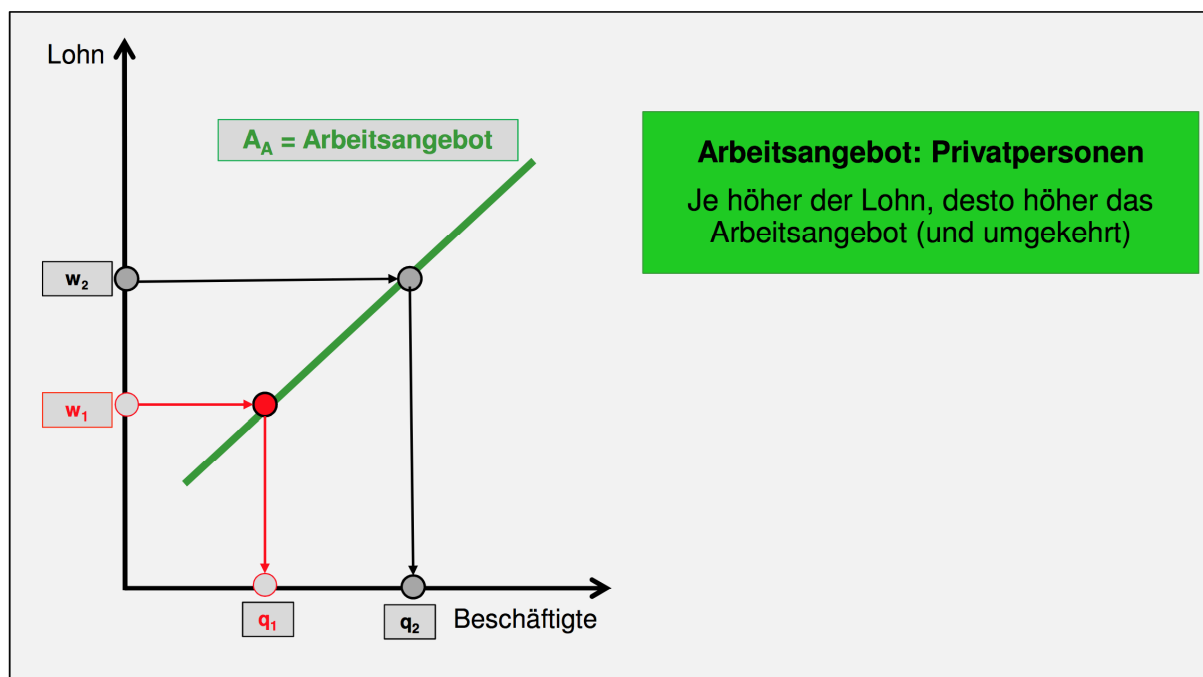 Lohn
A_A = Arbeitsangebot
Arbeitsangebot: Privatpersonen
Je höher der Lohn, desto höher das
Arbeitsangebot (und umgekehrt)
w₂
w₁
q₁
q₂
Beschäftigte